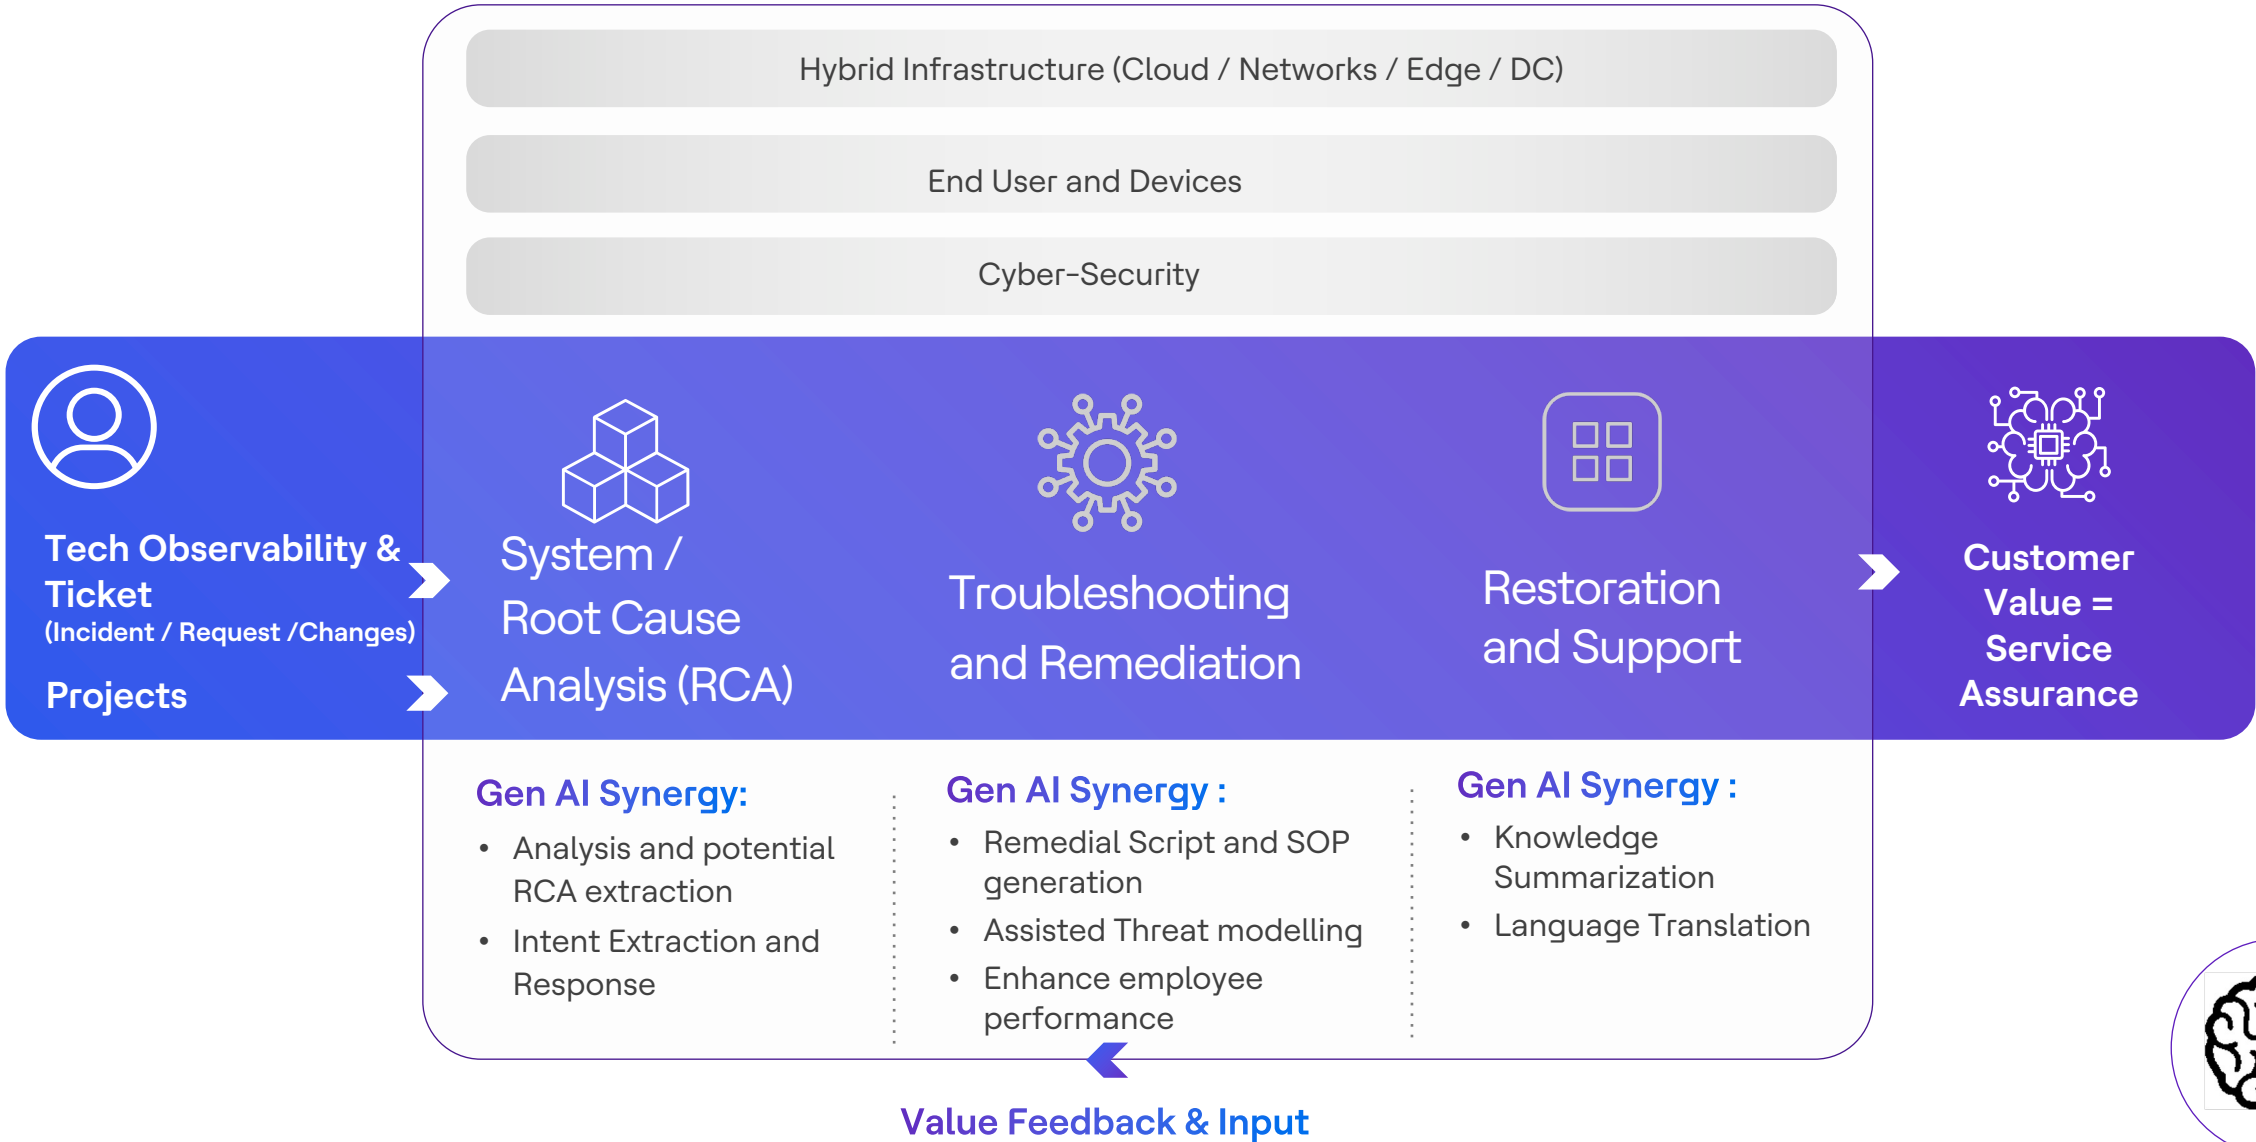 Hybrid Infrastructure (Cloud / Networks / Edge / DC)
End User and Devices
Cyber-Security
Tech Observability &
Ticket
(Incident / Request /Changes)
Projects
System /
Root Cause
Analysis (RCA)
Troubleshooting
and Remediation
Restoration
and Support
Customer
Value =
Service
Assurance
Gen AI Synergy:
• Analysis and potential
RCA extraction
• Intent Extraction and
Response
Gen AI Synergy :
• Remedial Script and SOP
generation
• Assisted Threat modelling
• Enhance employee
performance
Gen AI Synergy :
• Knowledge
Summarization
• Language Translation
Value Feedback & Input